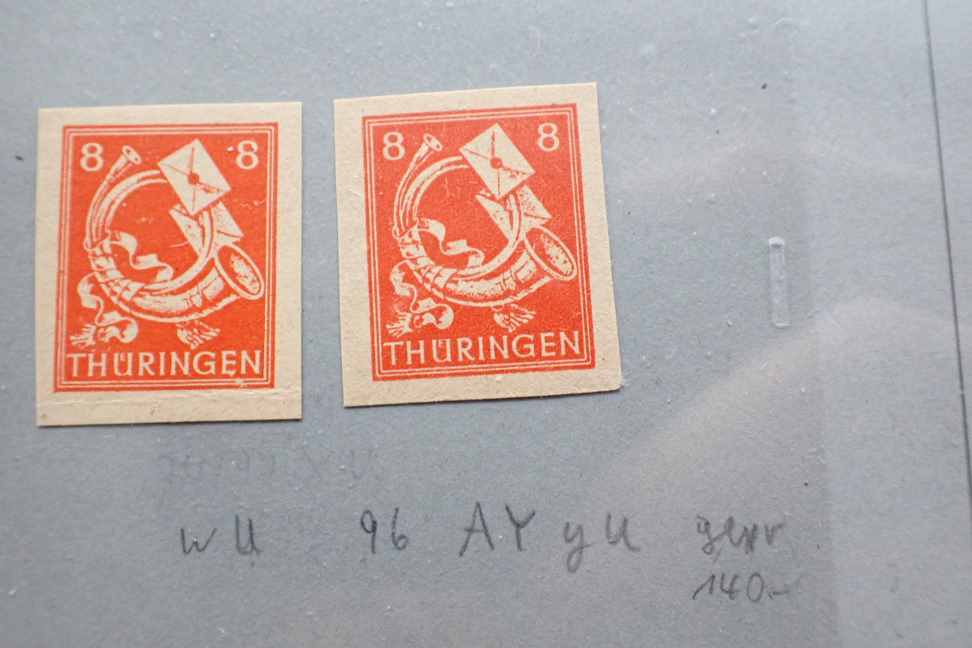 8 8
THÜRINGEN
8 8
THÜRINGEN
wU 96 AY yU gepr
140.-